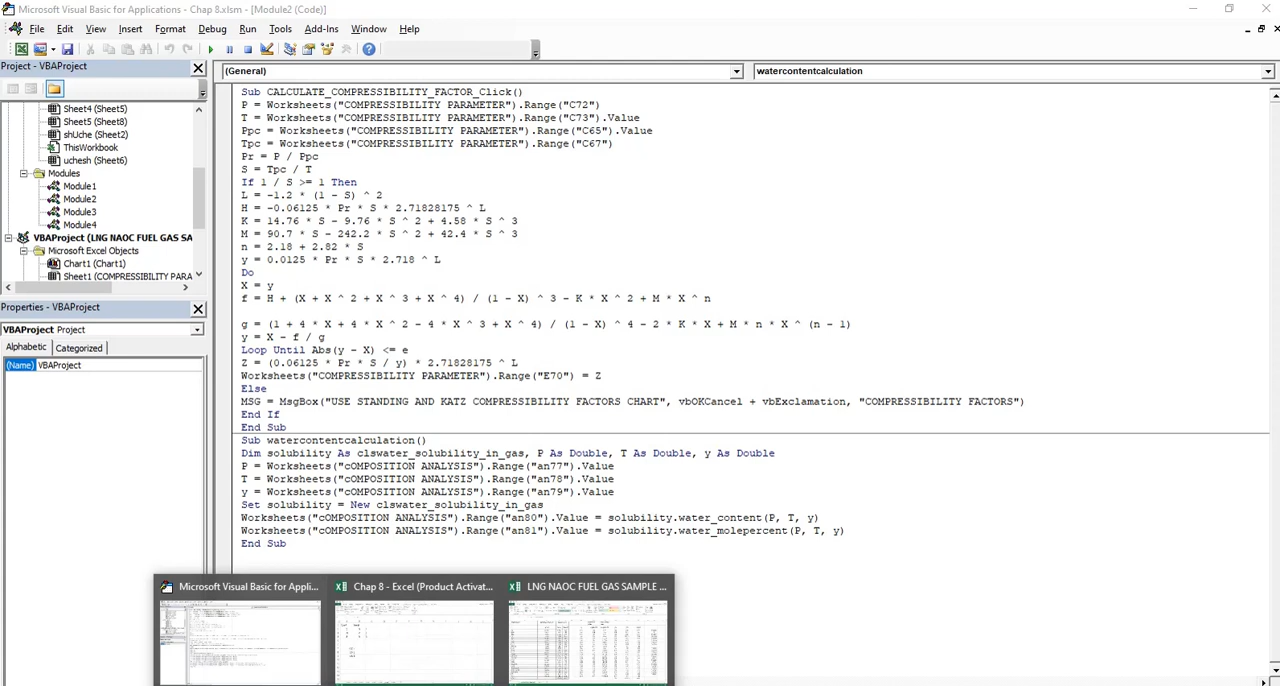 Microsoft Visual Basic for Applications - Chap 8.xlsm - [Module2 (Code)]
File Edit View Insert Format Debug Run Tools Add-Ins Window Help
Project - VBAProject
Sheet4 (Sheet5)
Sheet5 (Sheet8)
shUche (Sheet2)
ThisWorkbook
uchesh (Sheet6)
Modules
Module1
Module2
Module3
Module4
VBAProject (LNG NAOC FUEL GAS SA
Microsoft Excel Objects
Chart1 (Chart1)
Sheet1 (COMPRESSIBILITY PARA
Properties - VBAProject
VBAProject Project
Alphabetic Categorized
(Name) VBAProject
(General) watercontentcalculation
Sub CALCULATE_COMPRESSIBILITY_FACTOR_Click()
P = Worksheets("COMPRESSIBILITY PARAMETER").Range("C72")
T = Worksheets("COMPRESSIBILITY PARAMETER").Range("C73").Value
Ppc = Worksheets("COMPRESSIBILITY PARAMETER").Range("C65").Value
Tpc = Worksheets("COMPRESSIBILITY PARAMETER").Range("C67")
Pr = P / Ppc
S = Tpc / T
If 1 / S >= 1 Then
L = -1.2 * (1 - S) ^ 2
H = -0.06125 * Pr * S * 2.71828175 ^ L
K = 14.76 * S - 9.76 * S ^ 2 + 4.58 * S ^ 3
M = 90.7 * S - 242.2 * S ^ 2 + 42.4 * S ^ 3
n = 2.18 + 2.82 * S
y = 0.0125 * Pr * S * 2.718 ^ L
Do
X = y
f = H + (X + X ^ 2 + X ^ 3 + X ^ 4) / (1 - X) ^ 3 - K * X ^ 2 + M * X ^ n
g = (1 + 4 * X + 4 * X ^ 2 - 4 * X ^ 3 + X ^ 4) / (1 - X) ^ 4 - 2 * K * X + M * n * X ^ (n - 1)
y = X - f / g
Loop Until Abs(y - X) <= e
Z = (0.06125 * Pr * S / y) * 2.71828175 ^ L
Worksheets("COMPRESSIBILITY PARAMETER").Range("E70") = Z
Else
MSG = MsgBox("USE STANDING AND KATZ COMPRESSIBILITY FACTORS CHART", vbOKCancel + vbExclamation, "COMPRESSIBILITY FACTORS")
End If
End Sub
Sub watercontentcalculation()
Dim solubility As clswater_solubility_in_gas, P As Double, T As Double, y As Double
P = Worksheets("cOMPOSITION ANALYSIS").Range("an77").Value
T = Worksheets("cOMPOSITION ANALYSIS").Range("an78").Value
y = Worksheets("cOMPOSITION ANALYSIS").Range("an79").Value
Set solubility = New clswater_solubility_in_gas
Worksheets("cOMPOSITION ANALYSIS").Range("an80").Value = solubility.water_content(P, T, y)
Worksheets("cOMPOSITION ANALYSIS").Range("an81").Value = solubility.water_molepercent(P, T, y)
End Sub
Microsoft Visual Basic for Appli... Chap 8 - Excel (Product Activat... LNG NAOC FUEL GAS SAMPLE ...